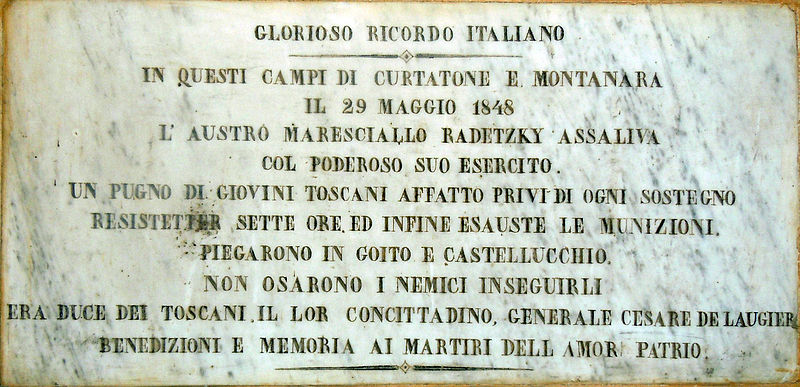 GLORIOSO RICORDO ITALIANO
IN QUESTI CAMPI DI CURTATONE E MONTANARA
IL 29 MAGGIO 1848
L' AUSTRO MARESCIALLO RADETZKY ASSALIVA
COL PODEROSO SUO ESERCITO.
UN PUGNO DI GIOVINI TOSCANI AFFATTO PRIVI DI OGNI SOSTEGNO
RESISTETTER SETTE ORE. ED INFINE ESAUSTE LE MUNIZIONI.
PIEGARONO IN GOITO E CASTELLUCCHIO.
NON OSARONO I NEMICI INSEGUIRLI
ERA DUCE DEI TOSCANI. IL LOR CONCITTADINO, GENERALE CESARE DE LAUGIER
BENEDIZIONI E MEMORIA AI MARTIRI DELL AMOR PATRIO.